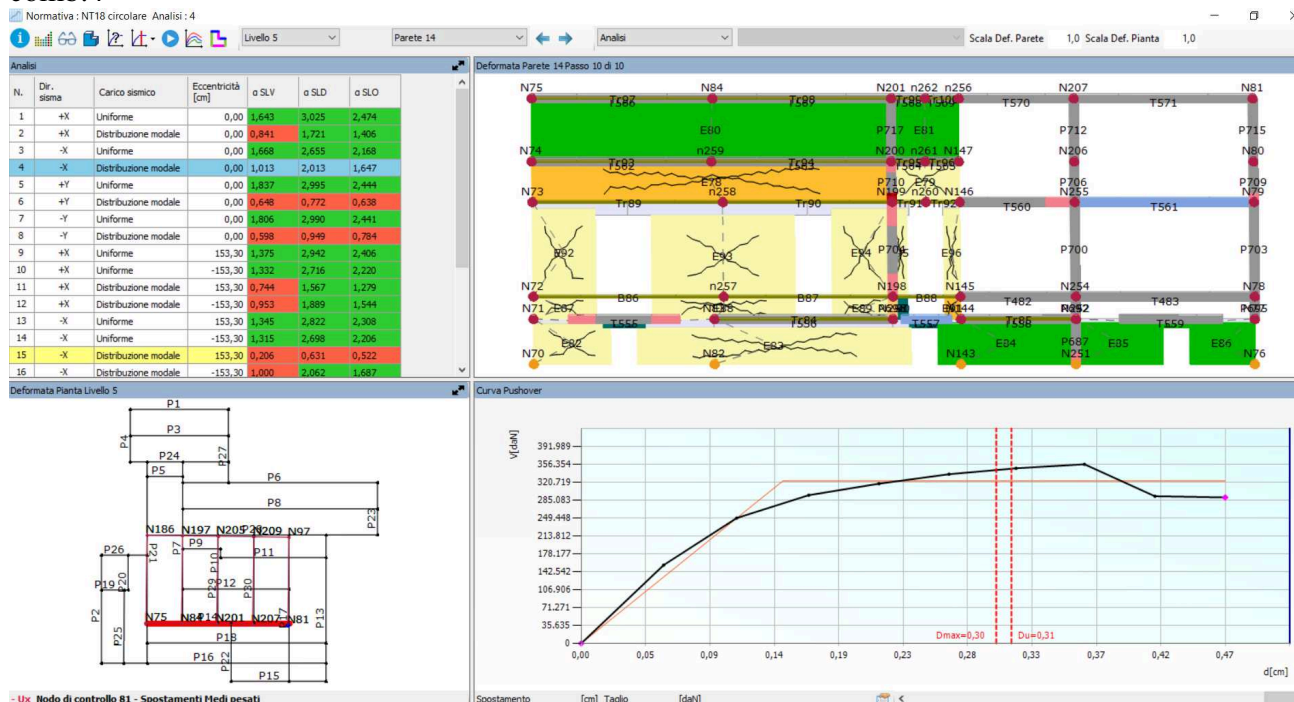 Normativa : NT18 circolare Analisi : 4
Livello 5 Parete 14 Analisi Scala Def. Parete 1,0 Scala Def. Pianta 1,0
Analisi
N. Dir. sisma Carico sismico Eccentricità [cm] α SLV α SLD α SLO
1 +X Uniforme 0,00 1,643 3,025 2,474
2 +X Distribuzione modale 0,00 0,841 1,721 1,406
3 -X Uniforme 0,00 1,668 2,655 2,168
4 -X Distribuzione modale 0,00 1,013 2,013 1,647
5 +Y Uniforme 0,00 1,837 2,995 2,444
6 +Y Distribuzione modale 0,00 0,648 0,772 0,638
7 -Y Uniforme 0,00 1,806 2,990 2,441
8 -Y Distribuzione modale 0,00 0,598 0,949 0,784
9 +X Uniforme 153,30 1,375 2,942 2,406
10 +X Uniforme -153,30 1,332 2,716 2,220
11 +X Distribuzione modale 153,30 0,744 1,567 1,279
12 +X Distribuzione modale -153,30 0,953 1,889 1,544
13 -X Uniforme 153,30 1,345 2,822 2,308
14 -X Uniforme -153,30 1,315 2,698 2,206
15 -X Distribuzione modale 153,30 0,206 0,631 0,522
16 -X Distribuzione modale -153,30 1,000 2,062 1,687
Deformata Parete 14 Passo 10 di 10
N75 N84 N201 n262 n256 N207 N81
T570 T571
E80 P717 E81 P712 P715
N74 n259 N200 n261 N147 N206 N80
E78 P710 E79 P706 P709
N73 n258 N199 n260 N146 N255 N79
Tr89 Tr90 Tr91 Tr92 T560 T561
E92 E93 E94 E96 P700 P703
N72 n257 N198 N145 N254 N78
B86 B87 B88 T482 T483
N71
T557 T559
E82 E83 E84 P687 E85 E86
N70 N82 N143 N251 N76
Deformata Pianta Livello 5
P1
P4 P3
P24 P27
P5 P6
P8
P23
N186 N197 N209 N97
P26 P21 P7 P9 P10 P11
P19 P20 P29 P12 P30
P2 N75 N201 N207 N81 P13
P25 P18
P16 P22
P15
- Ux Nodo di controllo 81 - Spostamenti Medi pesati
Curva Pushover
V[daN]
391.989
356.354
320.719
285.083
249.448
213.812
178.177
142.542
106.906
71.271
35.635
0
Dmax=0,30 Du=0,31
0,00 0,05 0,09 0,14 0,19 0,23 0,28 0,33 0,37 0,42 0,47
d[cm]
Spostamento [cm] Taglio [daN]